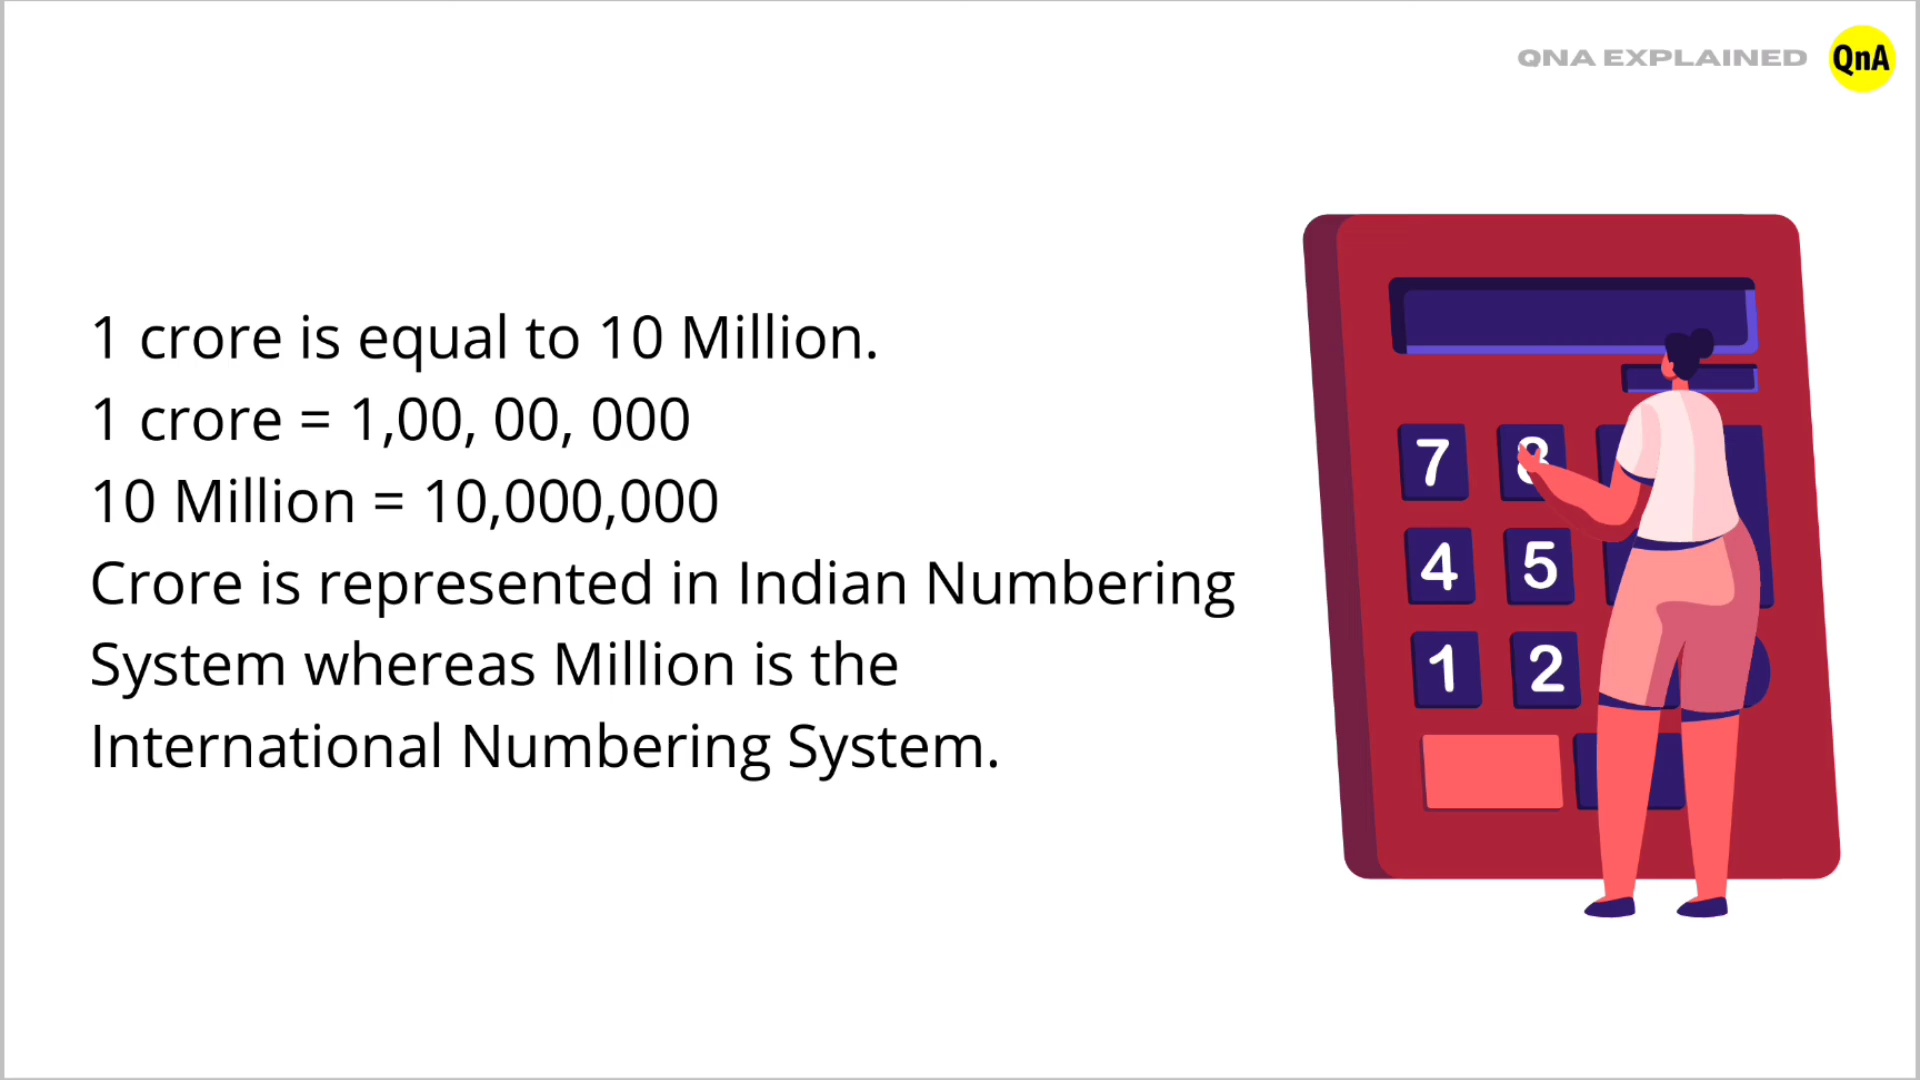 QNA EXPLAINED
QnA
1 crore is equal to 10 Million.
1 crore = 1,00, 00, 000
10 Million = 10,000,000
Crore is represented in Indian Numbering
System whereas Million is the
International Numbering System.
7 8
4 5
1 2